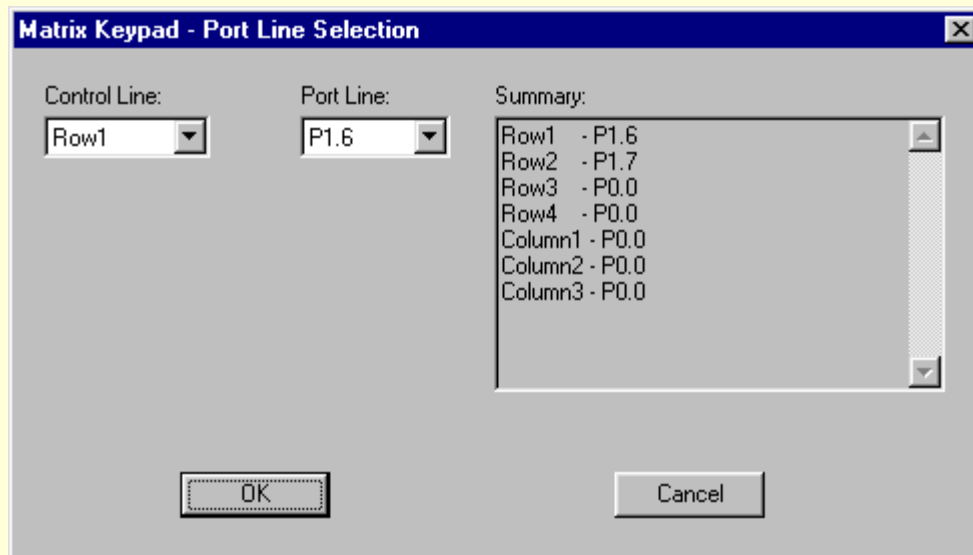 Matrix Keypad - Port Line Selection
Control Line:
Port Line:
Summary:
Row1
P1.6
Row1 - P1.6
Row2 - P1.7
Row3 - P0.0
Row4 - P0.0
Column1 - P0.0
Column2 - P0.0
Column3 - P0.0
OK
Cancel